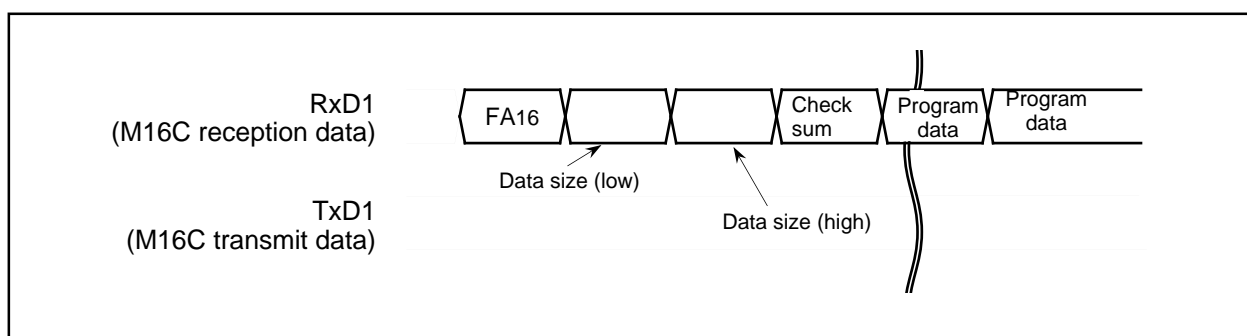 RxD1
(M16C reception data)
FA16
Check
sum
Program
data
Program
data
Data size (low)
Data size (high)
TxD1
(M16C transmit data)